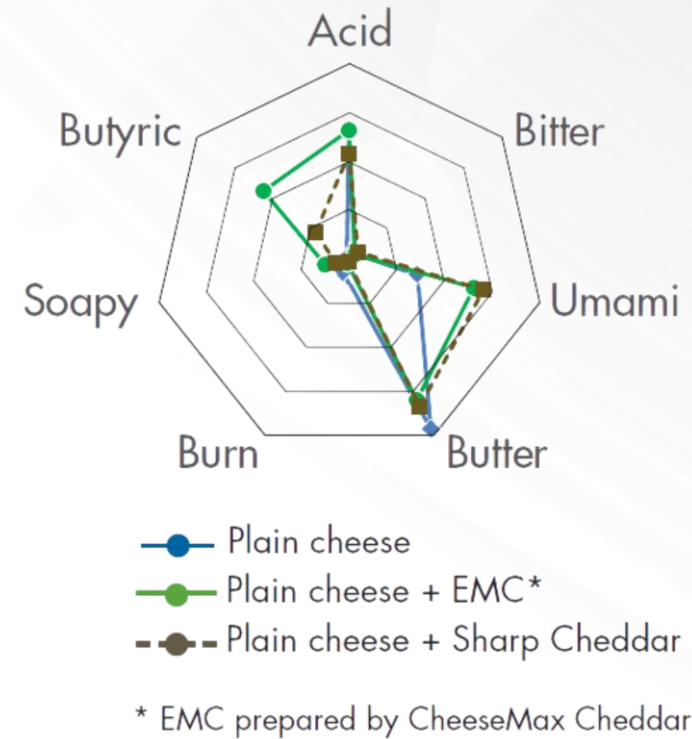 Acid
Butyric
Bitter
Soapy
Umami
Burn
Butter
Plain cheese
Plain cheese + EMC*
Plain cheese + Sharp Cheddar
* EMC prepared by CheeseMax Cheddar